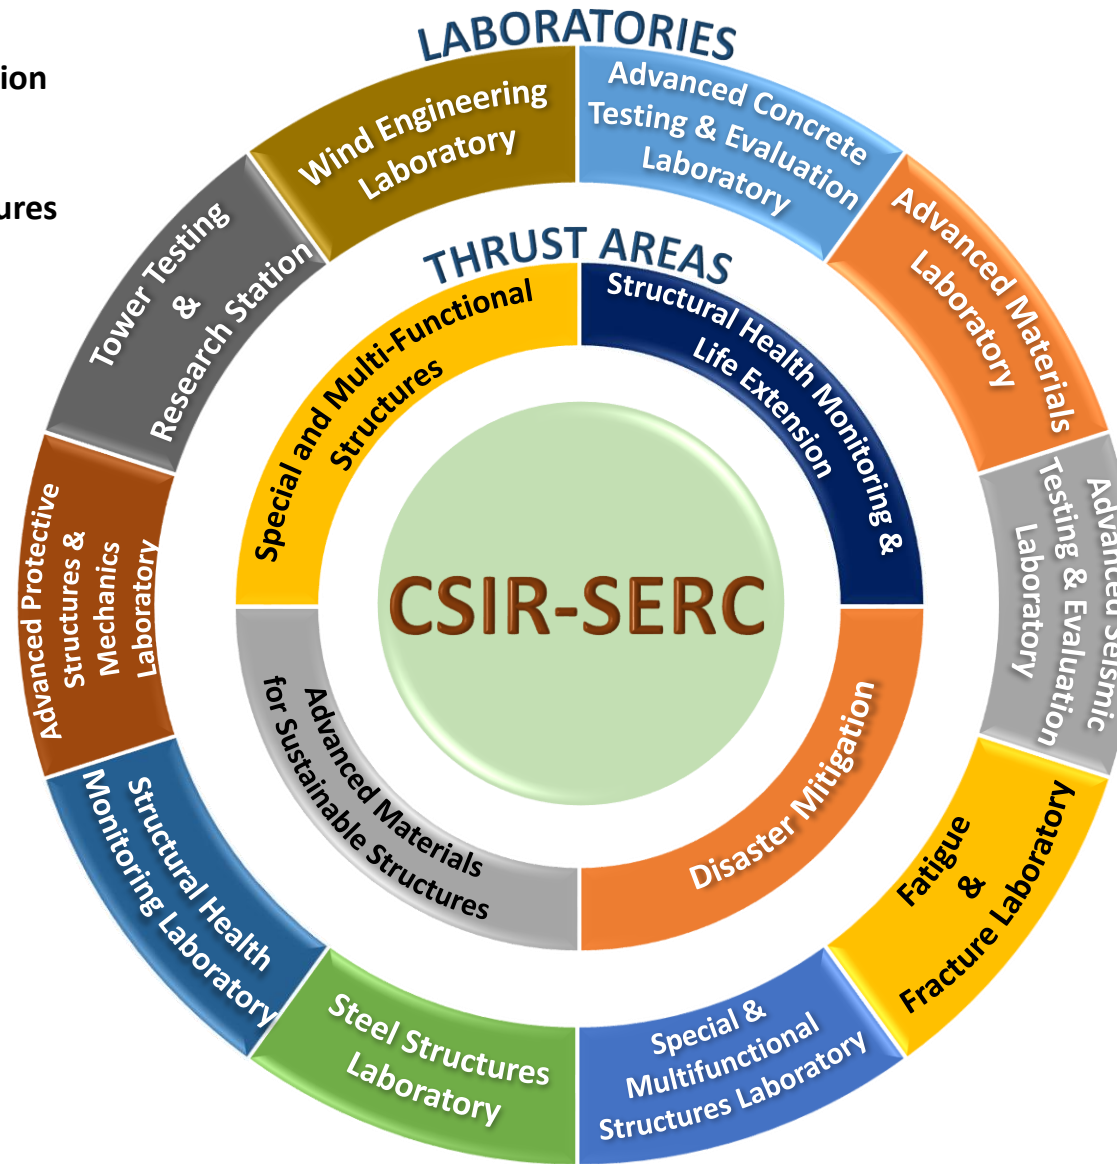 LABORATORIES
Advanced Concrete
Testing & Evaluation
Laboratory
Advanced Materials
Laboratory
Advanced Seismic
Testing & Evaluation
Laboratory
Fatigue
&
Fracture Laboratory
Special &
Multifunctional
Structures Laboratory
Steel Structures
Laboratory
Structural Health
Monitoring Laboratory
Advanced Protective
Structures &
Mechanics
Laboratory
Tower Testing
&
Research Station
Wind Engineering
Laboratory
THRUST AREAS
Structural Health Monitoring &
Life Extension
Disaster Mitigation
Advanced Materials
for Sustainable Structures
Special and Multi-Functional
Structures
CSIR-SERC
ion
ures